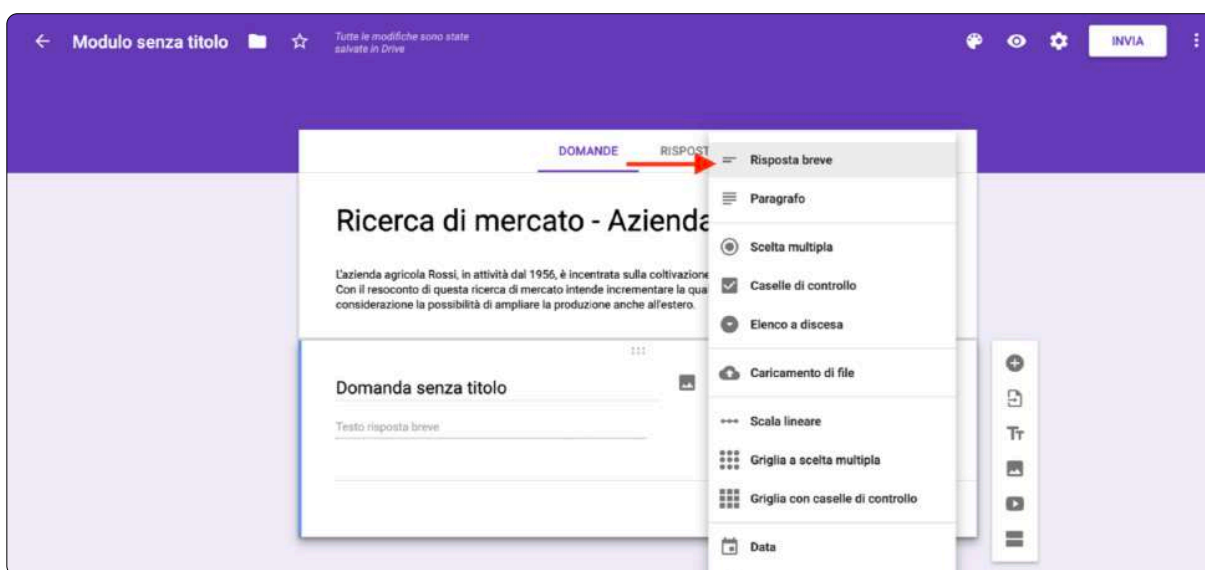 Modulo senza titolo
Tutte le modifiche sono state
salvate in Drive
INVIA
DOMANDE
RISPOST
Ricerca di mercato - Azienda
L'azienda agricola Rossi, in attività dal 1956, è incentrata sulla coltivazione
Con il resoconto di questa ricerca di mercato intende incrementare la qua
considerazione la possibilità di ampliare la produzione anche all'estero.
Domanda senza titolo
Testo risposta breve
Risposta breve
Paragrafo
Scelta multipla
Caselle di controllo
Elenco a discesa
Caricamento di file
Scala lineare
Griglia a scelta multipla
Griglia con caselle di controllo
Data
Tт